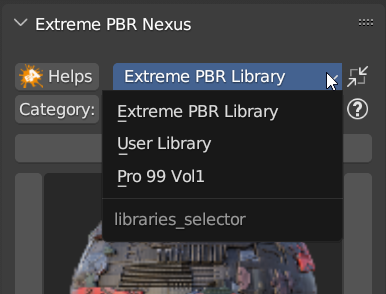 Extreme PBR Nexus
Helps
Extreme PBR Library
Category:
Extreme PBR Library
User Library
Pro 99 Vol1
libraries_selector